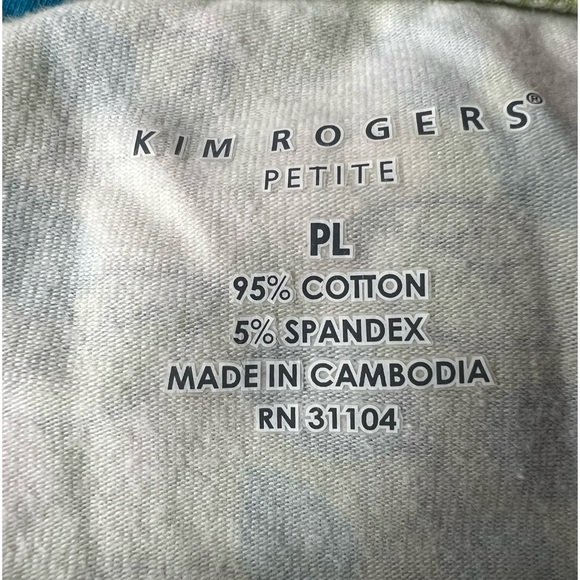 KIM ROGERS®
PETITE
PL
95% COTTON
5% SPANDEX
MADE IN CAMBODIA
RN 31104